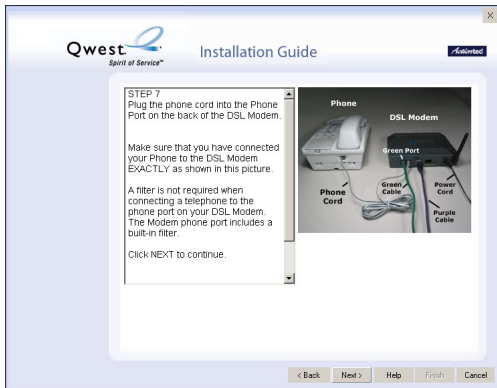 X
Qwest
Spirit of Service™
Installation Guide
Actiontec
STEP 7
Plug the phone cord into the Phone
Port on the back of the DSL Modem.
Make sure that you have connected
your Phone to the DSL Modem
EXACTLY as shown in this picture.
A filter is not required when
connecting a telephone to the
phone port on your DSL Modem.
The Modem phone port includes a
built-in filter.
Click NEXT to continue.
Phone
DSL Modem
Green Port
Phone
Cord
Green
Cable
Power
Cord
Purple
Cable
< Back
Next >
Help
Finish
Cancel